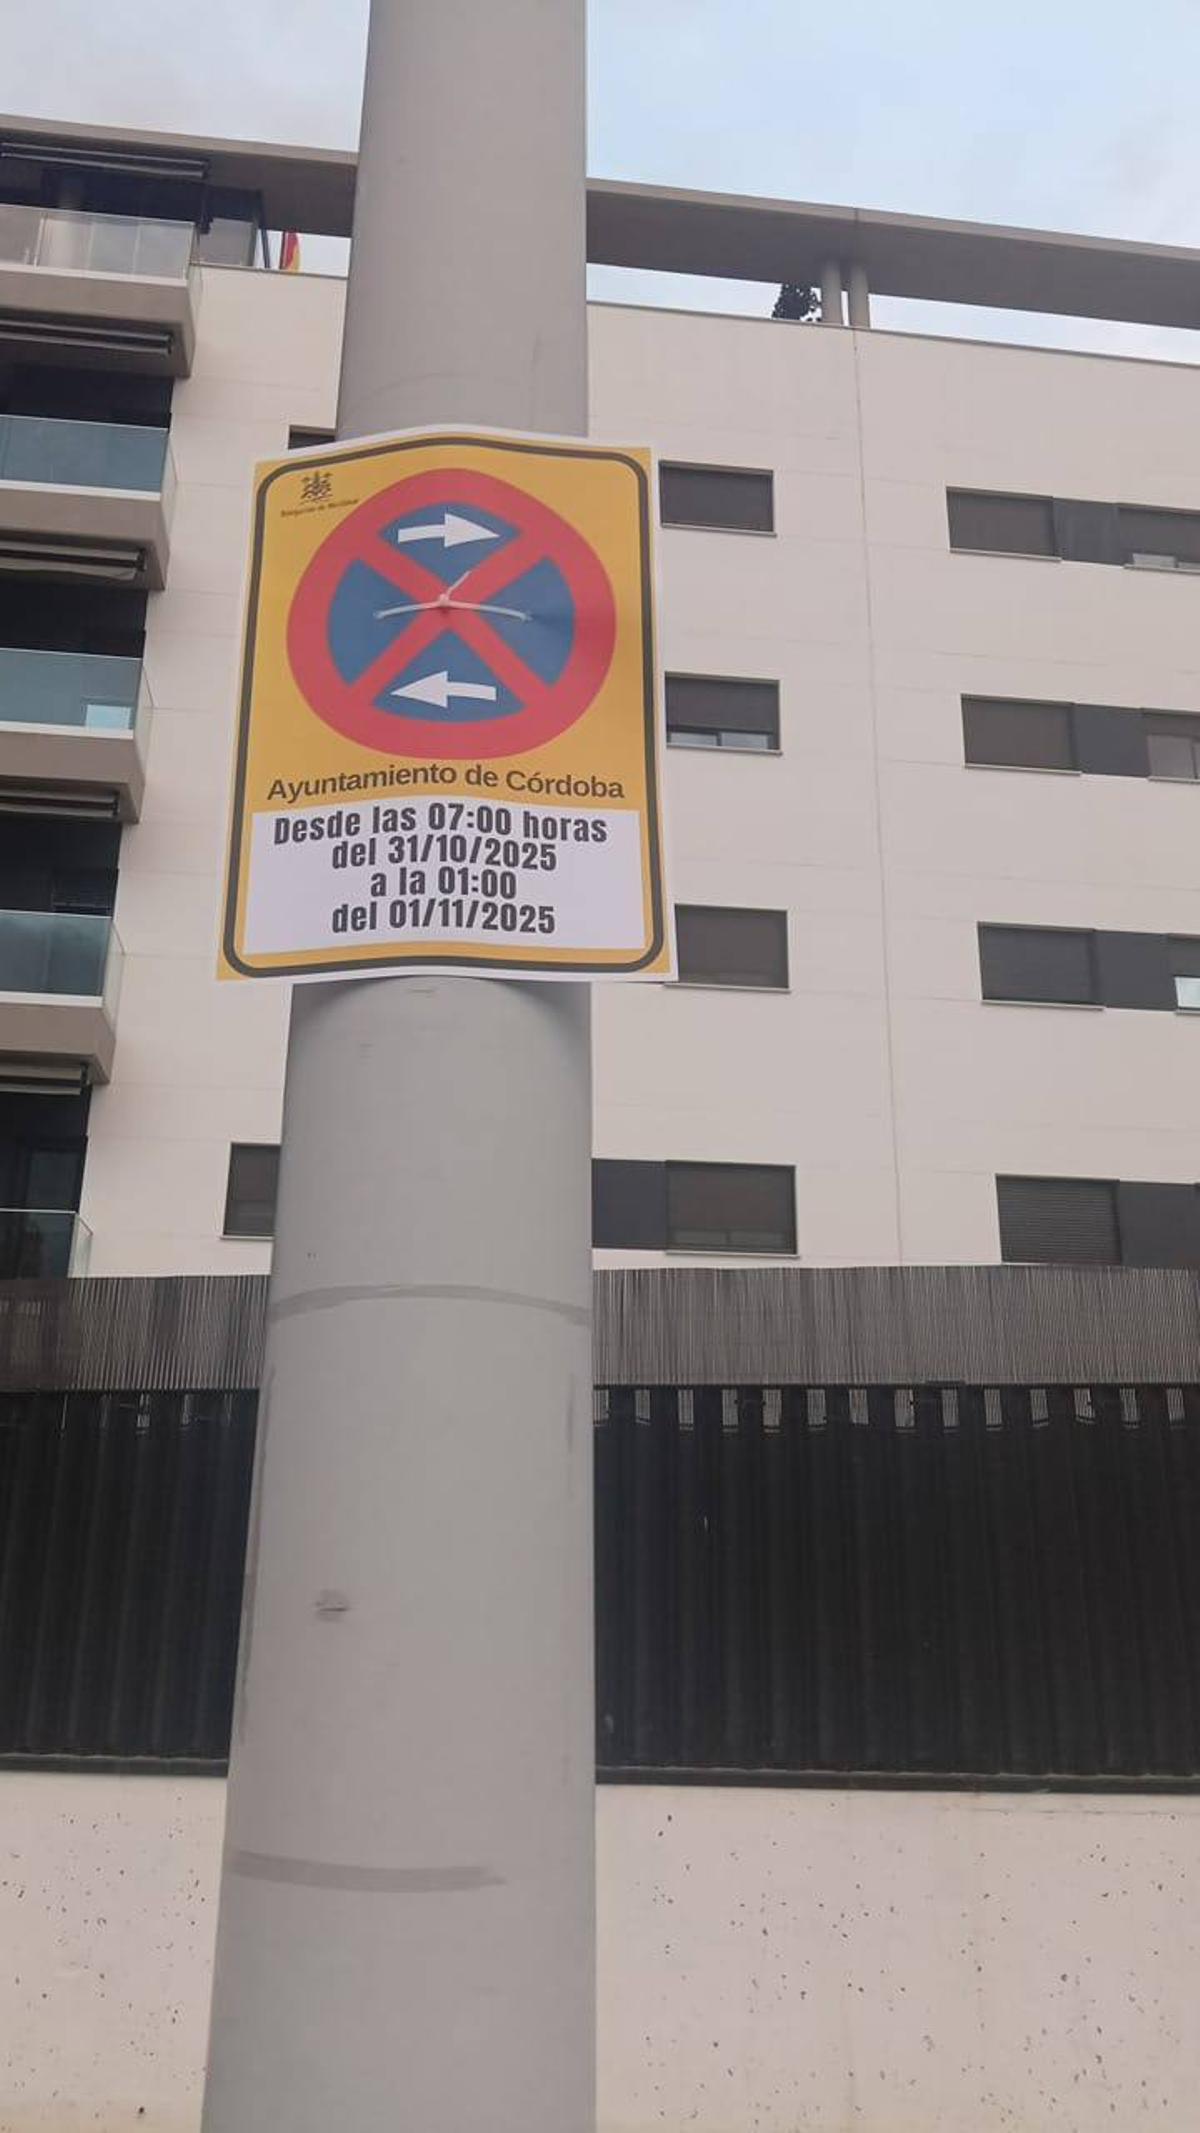 Ayuntamiento de Córdoba
Desde las 07:00 horas
del 31/10/2025
a la 01:00
del 01/11/2025